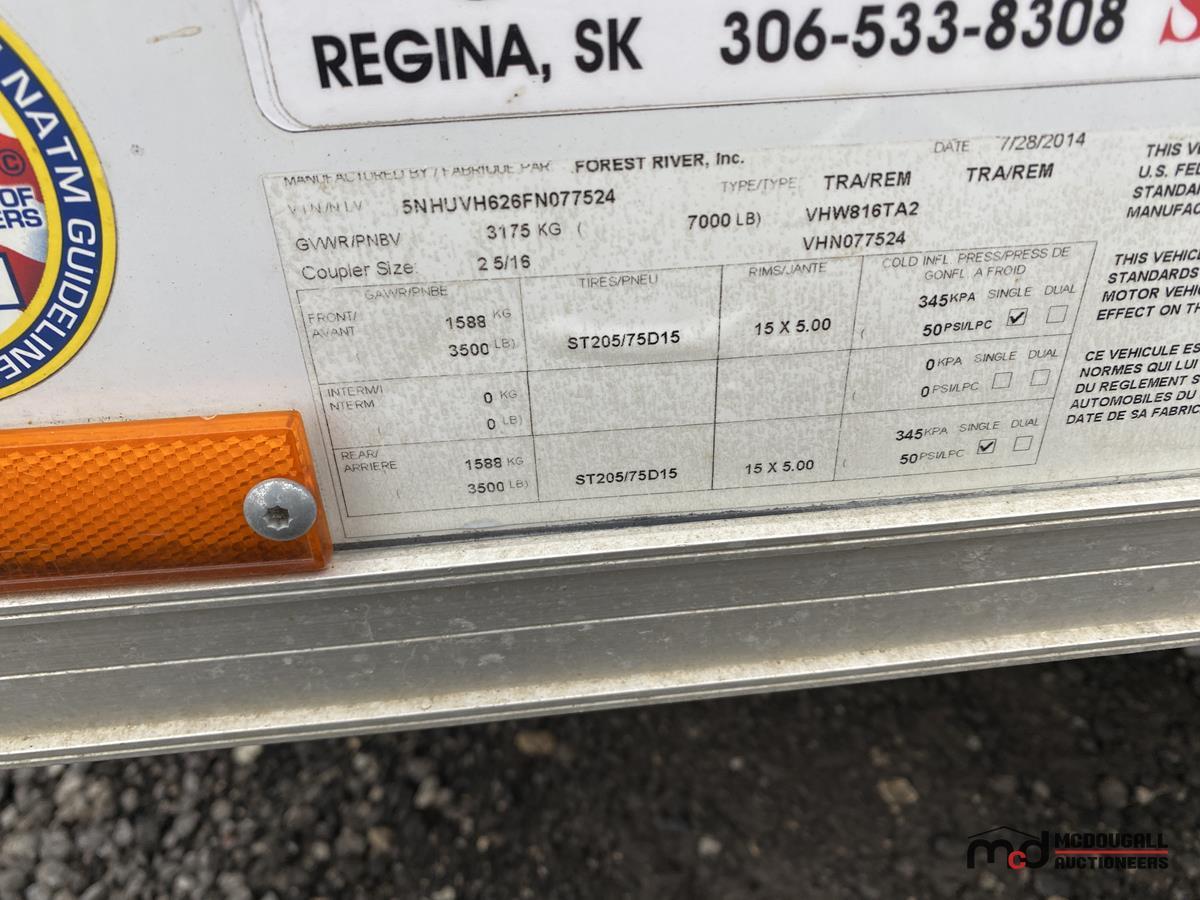 REGINA, SK 306-533-8308
NATM GUIDELINE
OF
ERS
MANUFACTURED BY / FABRIQUE PAR FOREST RIVER, Inc. DATE 7/28/2014
V I N / N I V 5NHUVH626FN077524 TYPE/TYPE TRA/REM TRA/REM
GVWR/PNBV 3175 KG ( 7000 LB) VHW816TA2
VHN077524
Coupler Size: 2 5/16
GAWR/PNBE TIRES/PNEU RIMS/JANTE COLD INFL. PRESS/PRESS DE
GONFL. A FROID
FRONT/
AVANT 1588 KG ST205/75D15 15 X 5.00 345 KPA SINGLE DUAL
( 3500 LB) ( 50 PSI/LPC
INTERM/I
NTERM 0 KG 0 KPA SINGLE DUAL
0 LB) ( 0 PSI/LPC
REAR/
ARRIERE 1588 KG ST205/75D15 15 X 5.00 345 KPA SINGLE DUAL
( 3500 LB) ( 50 PSI/LPC
THIS VE
U.S. FEL
STANDA
MANUFAC
THIS VEHICL
STANDARDS
MOTOR VEHIC
EFFECT ON TH
CE VEHICULE ES
NORMES QUI LUI
DU REGLEMENT S
AUTOMOBILES DU
DATE DE SA FABRIC
mcd MCDOUGALL
AUCTIONEERS